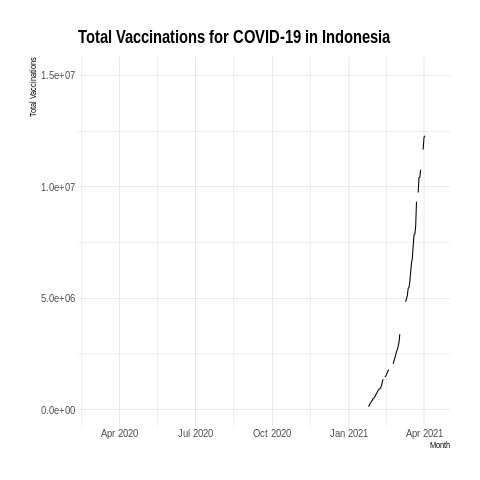 Total Vaccinations for COVID-19 in Indonesia
Total Vaccinations
1.5e+07
1.0e+07
5.0e+06
0.0e+00
Apr 2020
Jul 2020
Oct 2020
Jan 2021
Apr 2021
Month